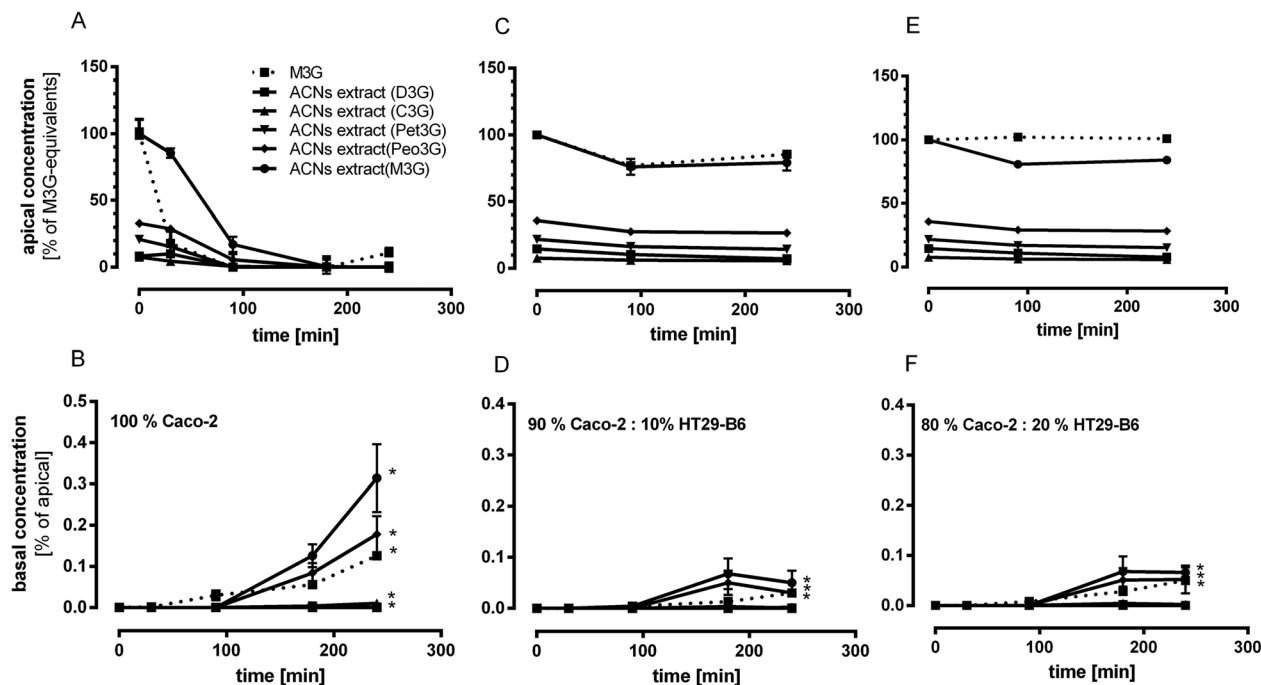 A
C
E
apical concentration
[% of M3G-equivalents]
150
100
50
0
0
100
200
300
time [min]
M3G
ACNs extract (D3G)
ACNs extract (C3G)
ACNs extract (Pet3G)
ACNs extract(Peo3G)
ACNs extract(M3G)
150
100
50
0
0
100
200
300
time [min]
150
100
50
0
0
100
200
300
time [min]
B
D
F
basal concentration
[% of apical]
0.5
0.4
0.3
0.2
0.1
0.0
100 % Caco-2
*
*
*
*
*
0
100
200
300
time [min]
0.4
0.3
0.2
0.1
0.0
90 % Caco-2 : 10% HT29-B6
*
*
*
0
100
200
300
time [min]
0.4
0.3
0.2
0.1
0.0
80 % Caco-2 : 20 % HT29-B6
*
*
*
0
100
200
300
time [min]